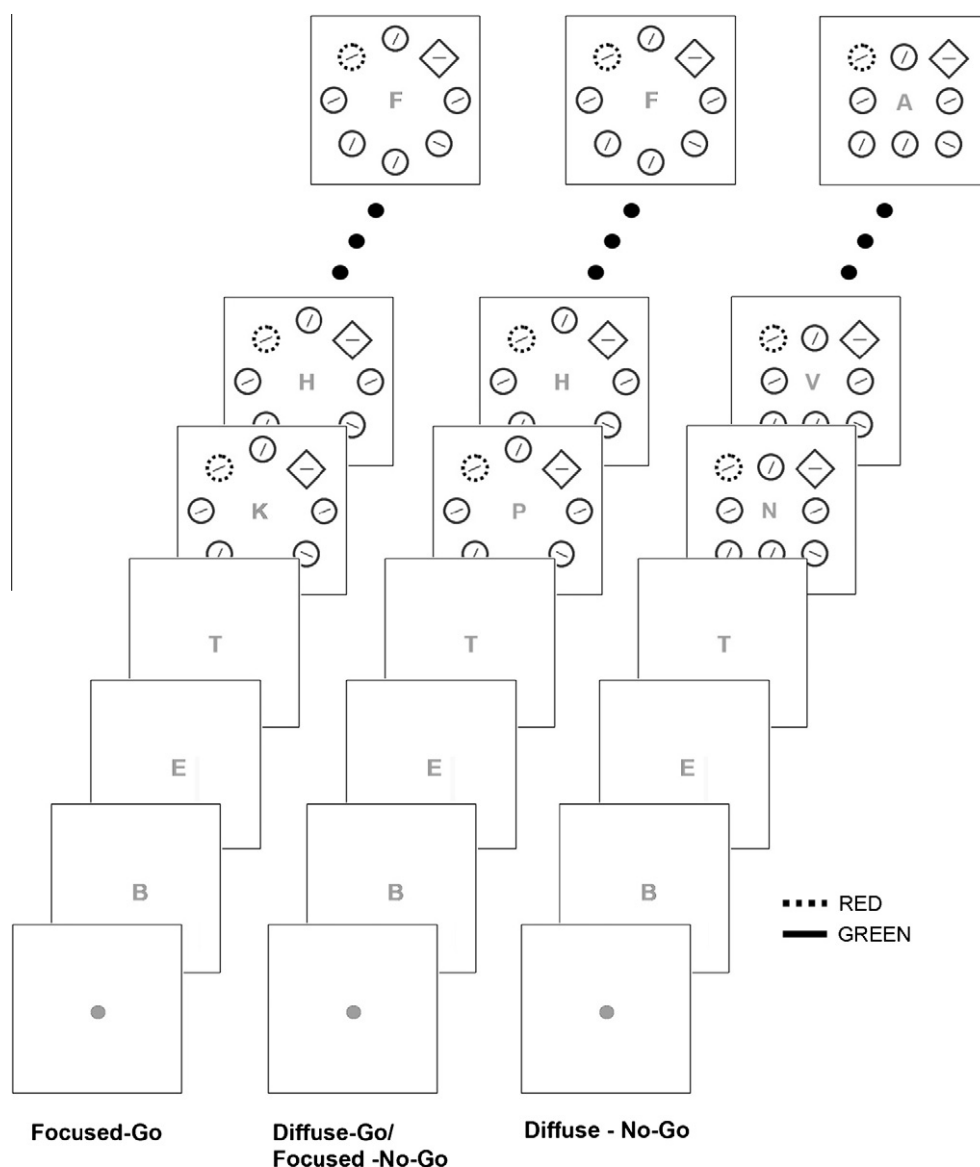 F F A
H H V
K P N
T T T
E E E
B B B
RED
GREEN
Focused-Go
Diffuse-Go/
Focused -No-Go
Diffuse - No-Go